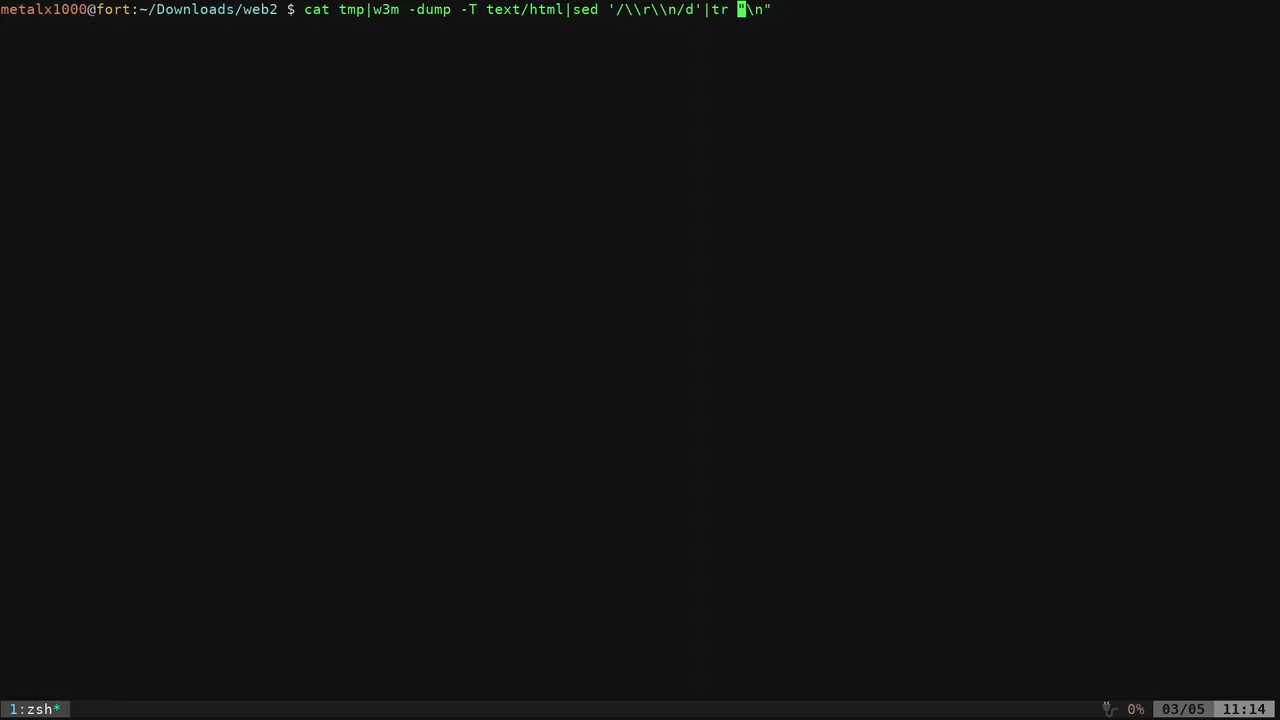 metalx1000@fort:~/Downloads/web2 $ cat tmp|w3m -dump -T text/html|sed '/\\r\\n/d'|tr "\n"
1:zsh* 0% 03/05 11:14